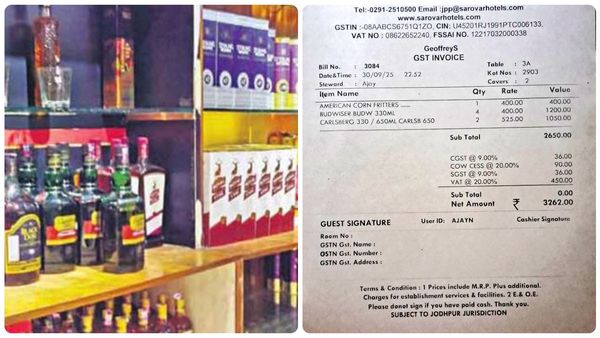 Tel:-0291-2510500 Email :jpp@sarovarhotels.com
www.sarovarhotels.com
GSTIN :-08AABCS6751Q1ZO, CIN: U45201RJ1991PTC006133,
VAT NO : 08622652240, FSSAI NO. 12217032000338
GeoffreyS
GST INVOICE
Bill No. : 3084 Table : 3A
Date&Time : 30/09/25 22.52 Kot Nos : 2903
Steward : Ajay Covers : 2
Item Name Qty Rate Value
AMERICAN CORN FRITTERS ...... 1 400.00 400.00
BUDWISER BUDW 330ML 4 400.00 1200.00
CARLSBERG 330 / 650ML CARLSB 650 2 525.00 1050.00
Sub Total 2650.00
CGST @ 9.00% 36.00
COW CESS @ 20.00% 90.00
SGST @ 9.00% 36.00
VAT @ 20.00% 450.00
Sub Total 0.00
Net Amount ₹ 3262.00
GUEST SIGNATURE User ID: AJAYN Cashier Signature
Room No :
GSTN Gst. Name :
GSTN Gst. Number :
GSTN Gst. Address :
Terms & Condition : 1 Prices include M.R.P. Plus additional.
Charges for establishment services & facilities. 2 E.& O.E.
Please donot sign if you have paid cash. Thank you.
SUBJECT TO JODHPUR JURISDICTION